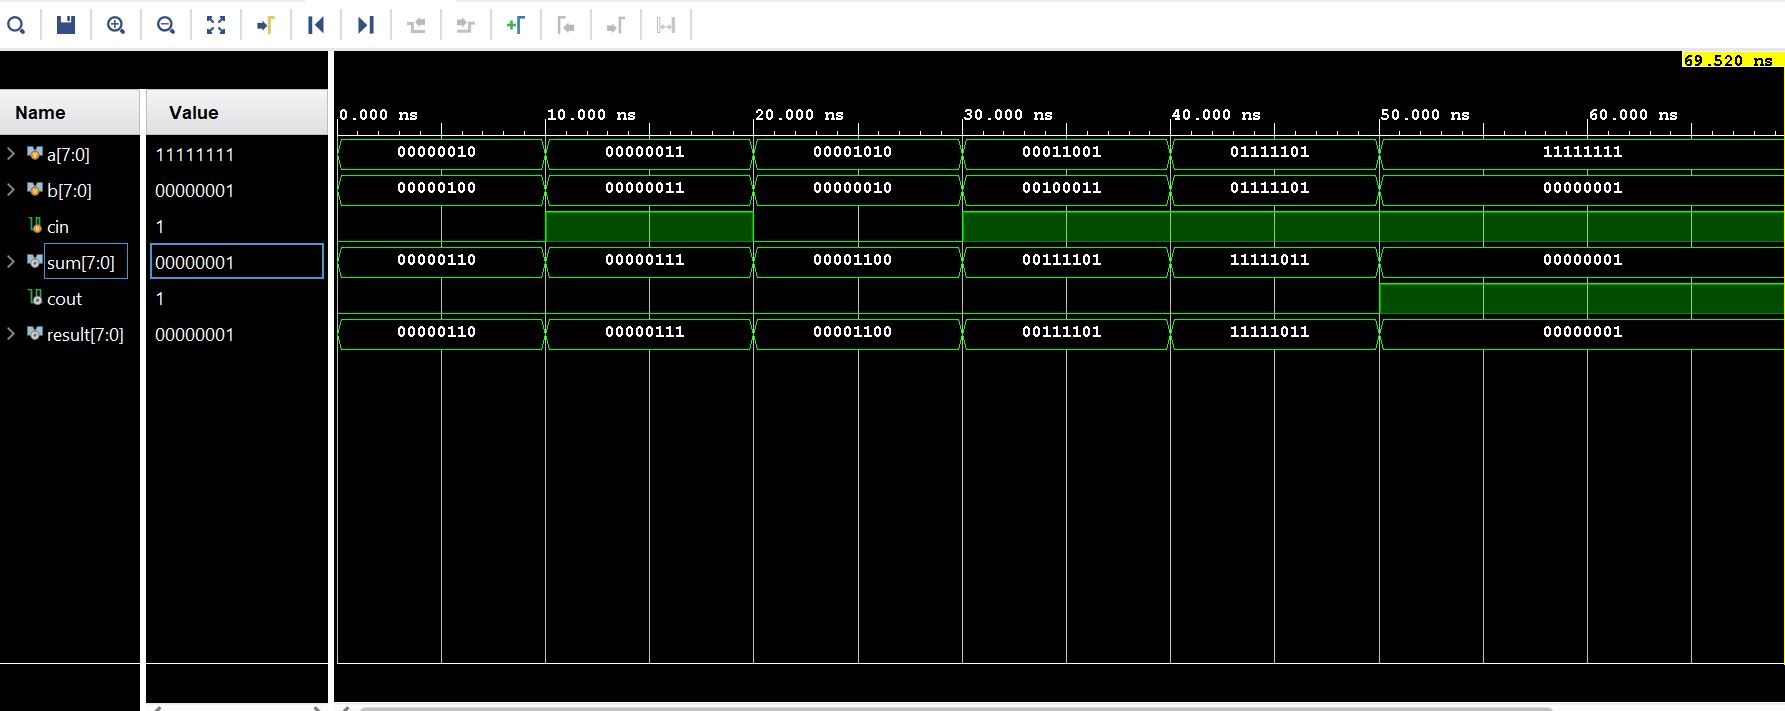 69.520 ns
Name Value
0.000 ns 10.000 ns 20.000 ns 30.000 ns 40.000 ns 50.000 ns 60.000 ns
a[7:0] 11111111 00000010 00000011 00001010 00011001 01111101 11111111
b[7:0] 00000001 00000100 00000011 00000010 00100011 01111101 00000001
cin 1
sum[7:0] 00000001 00000110 00000111 00001100 00111101 11111011 00000001
cout 1
result[7:0] 00000001 00000110 00000111 00001100 00111101 11111011 00000001